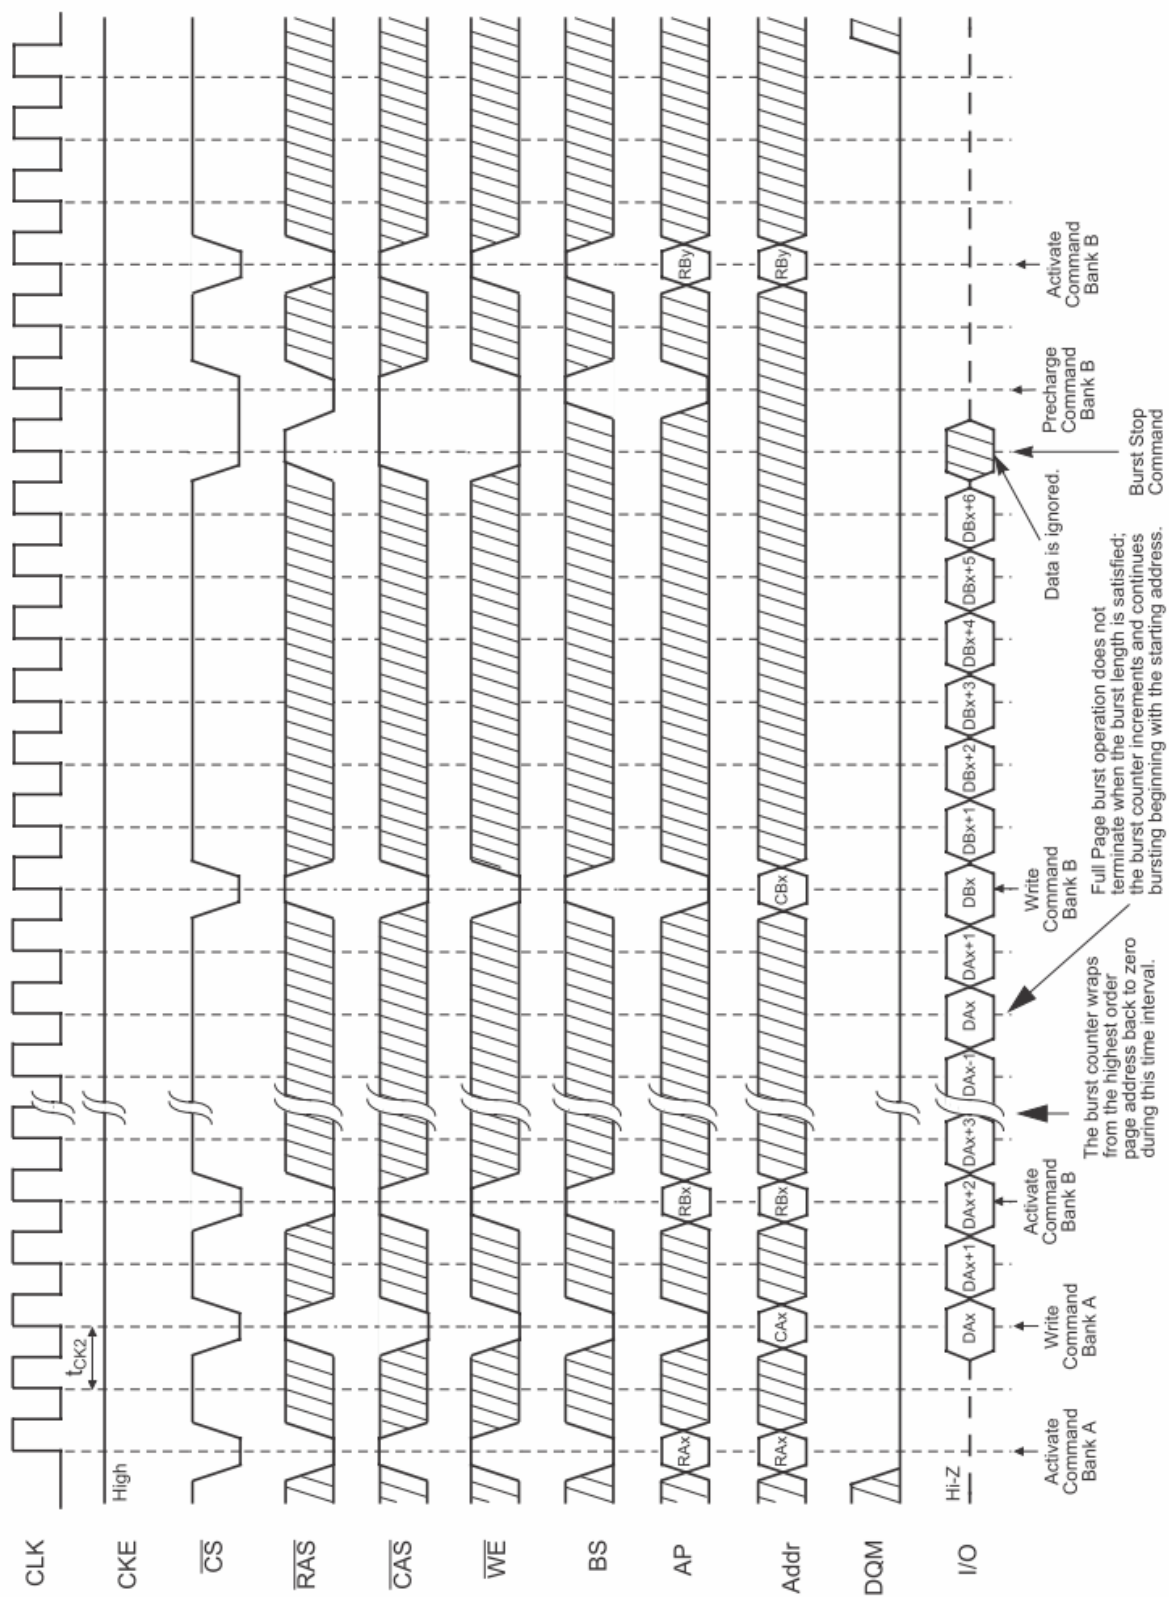 CLK
tCK2
CKE
High
CS
RAS
CAS
WE
BS
AP
RAx
RBx
RBy
Addr
RAx
CAx
RBx
CBx
RBy
DQM
I/O
Hi-Z
DAx
DAx+1
DAx+2
DAx+3
DAx-1
DAx
DAx+1
DBx
DBx+1
DBx+2
DBx+3
DBx+4
DBx+5
DBx+6
Activate
Command
Bank A
Write
Command
Bank A
Activate
Command
Bank B
Write
Command
Bank B
Precharge
Command
Bank B
Activate
Command
Bank B
Data is ignored.
The burst counter wraps
from the highest order
page address back to zero
during this time interval.
Full Page burst operation does not
terminate when the burst length is satisfied;
the burst counter increments and continues
bursting beginning with the starting address.
Burst Stop
Command